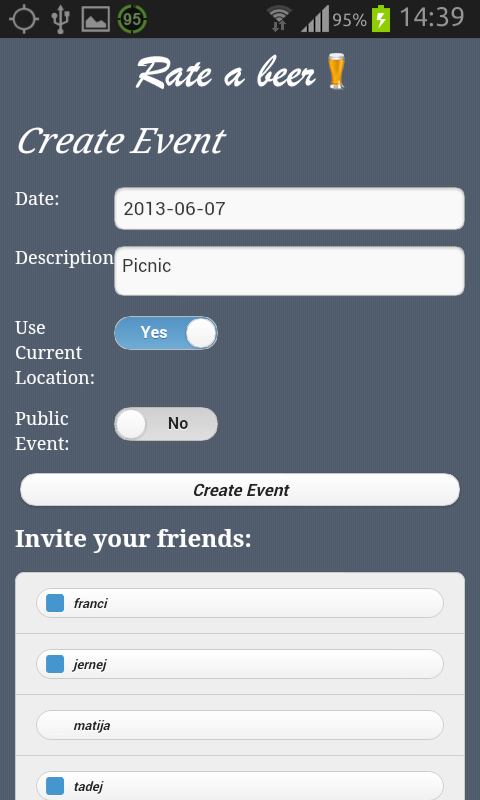 95 95% 14:39
Rate a beer
Create Event
Date: 2013-06-07
Description Picnic
Use Yes
Current
Location:
Public No
Event:
Create Event
Invite your friends:
franci
jernej
matija
tadej